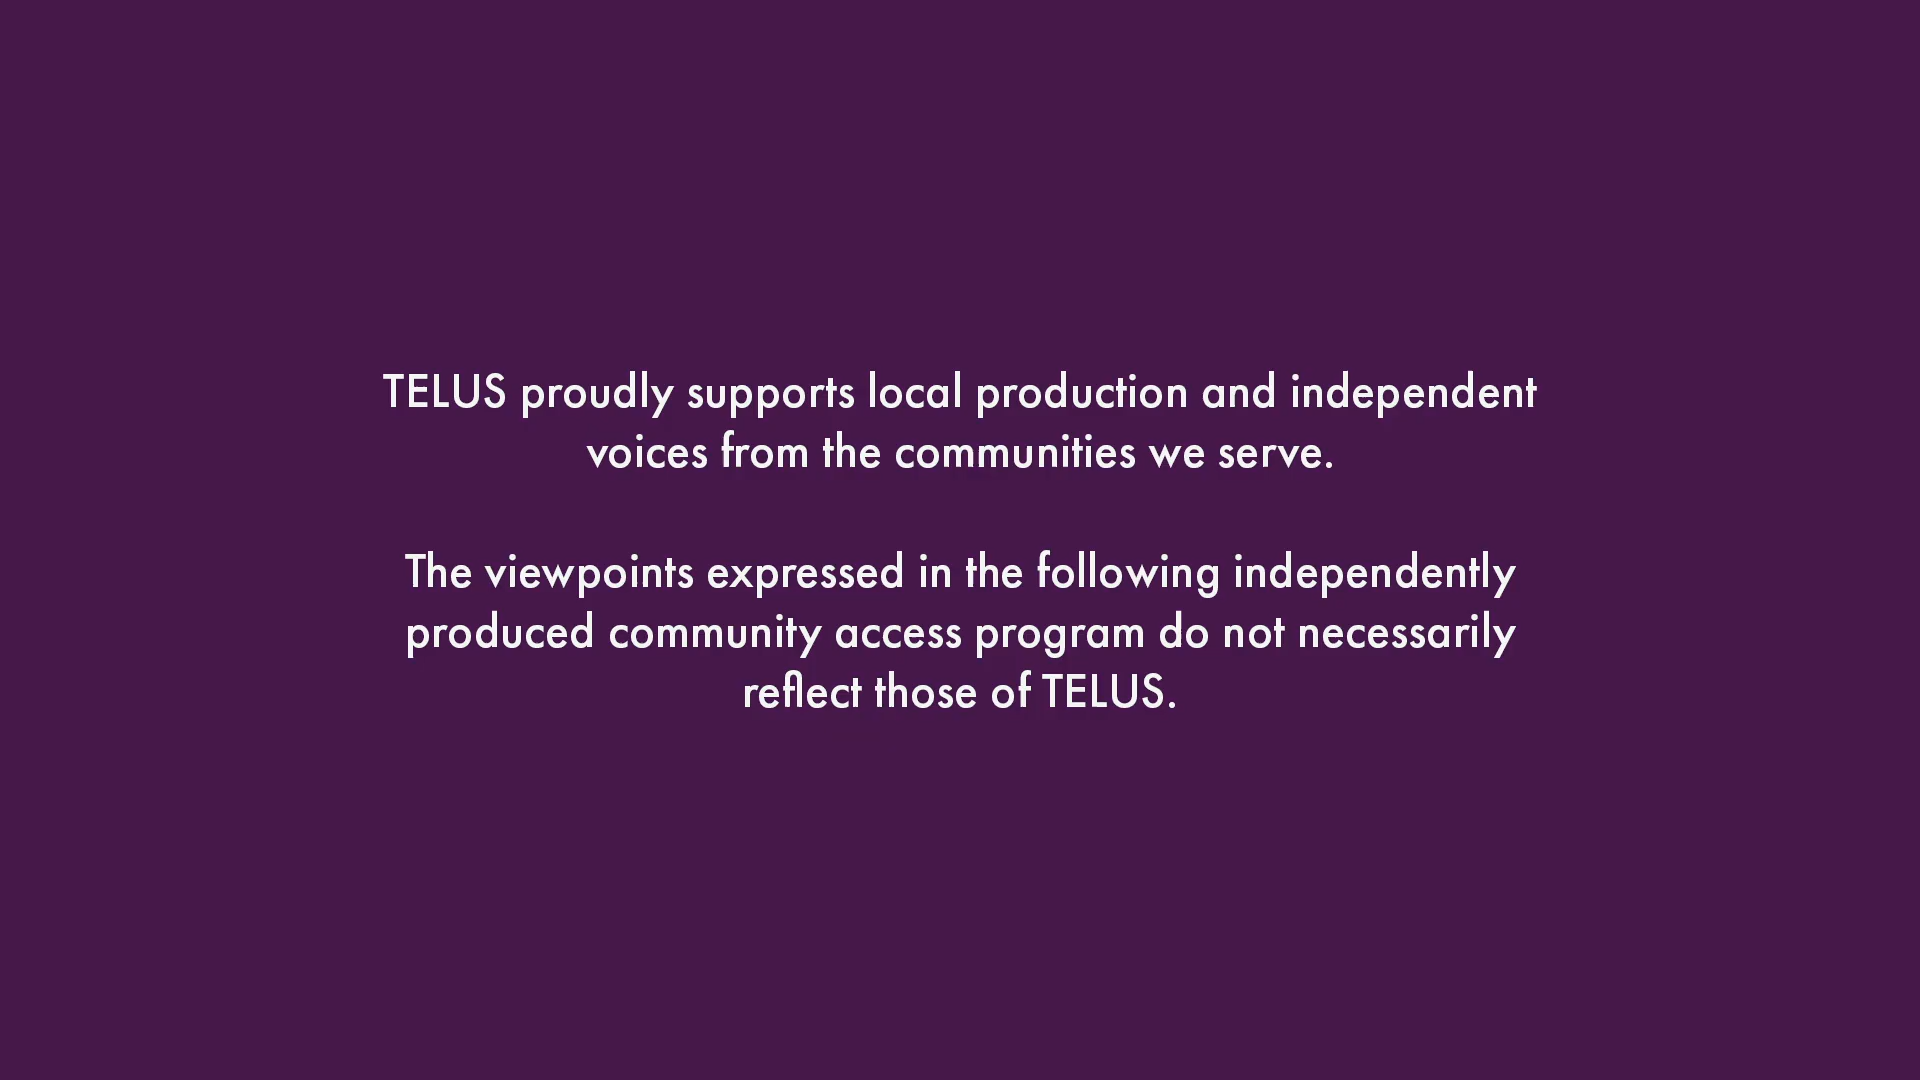 TELUS proudly supports local production and independent
voices from the communities we serve.
The viewpoints expressed in the following independently
produced community access program do not necessarily
reflect those of TELUS.